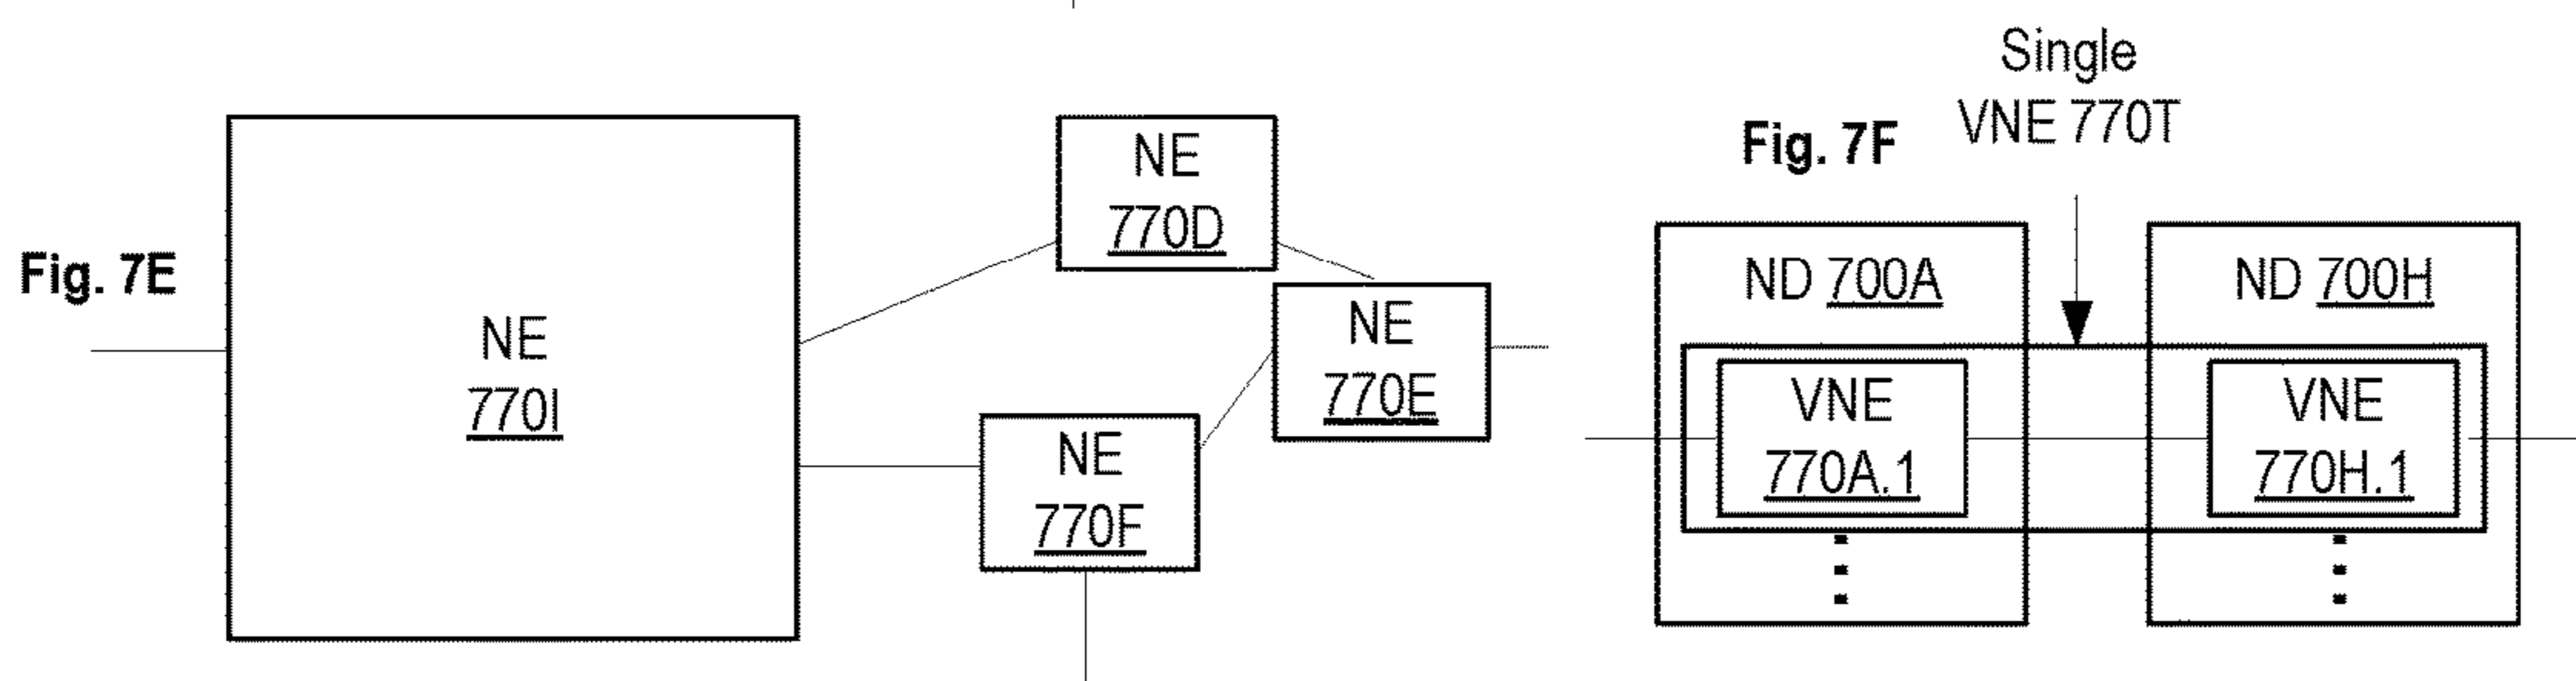 Fig. 7E
NE
770I
NE
770D
NE
770E
NE
770F
Fig. 7F
Single
VNE 770T
ND 700A
ND 700H
VNE
770A.1
VNE
770H.1